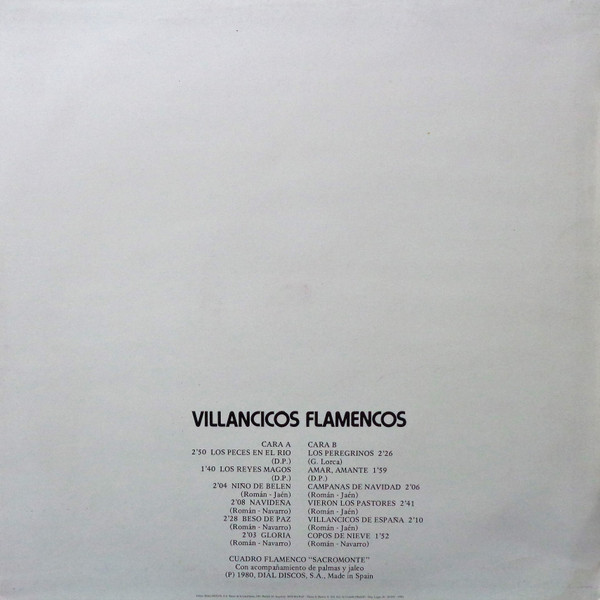 VILLANCICOS FLAMENCOS
CARA A
2'50 LOS PECES EN EL RIO
(D.P.)
1'40 LOS REYES MAGOS
(D.P.)
2'04 NIÑO DE BELEN
(Román - Jaén)
2'08 NAVIDEÑA
(Román - Navarro)
2'28 BESO DE PAZ
(Román - Navarro)
2'03 GLORIA
(Román - Navarro)
CARA B
LOS PEREGRINOS 2'26
(G. Lorca)
AMAR, AMANTE 1'59
(D.P.)
CAMPANAS DE NAVIDAD 2'06
(Román - Jaén)
VIERON LOS PASTORES 2'41
(Román - Jaén)
VILLANCICOS DE ESPAÑA 2'10
(Román - Navarro)
COPOS DE NIEVE 1'52
(Román - Navarro)
CUADRO FLAMENCO "SACROMONTE"
Con acompañamiento de palmas y jaleo
(P) 1980, DIAL DISCOS, S.A., Made in Spain